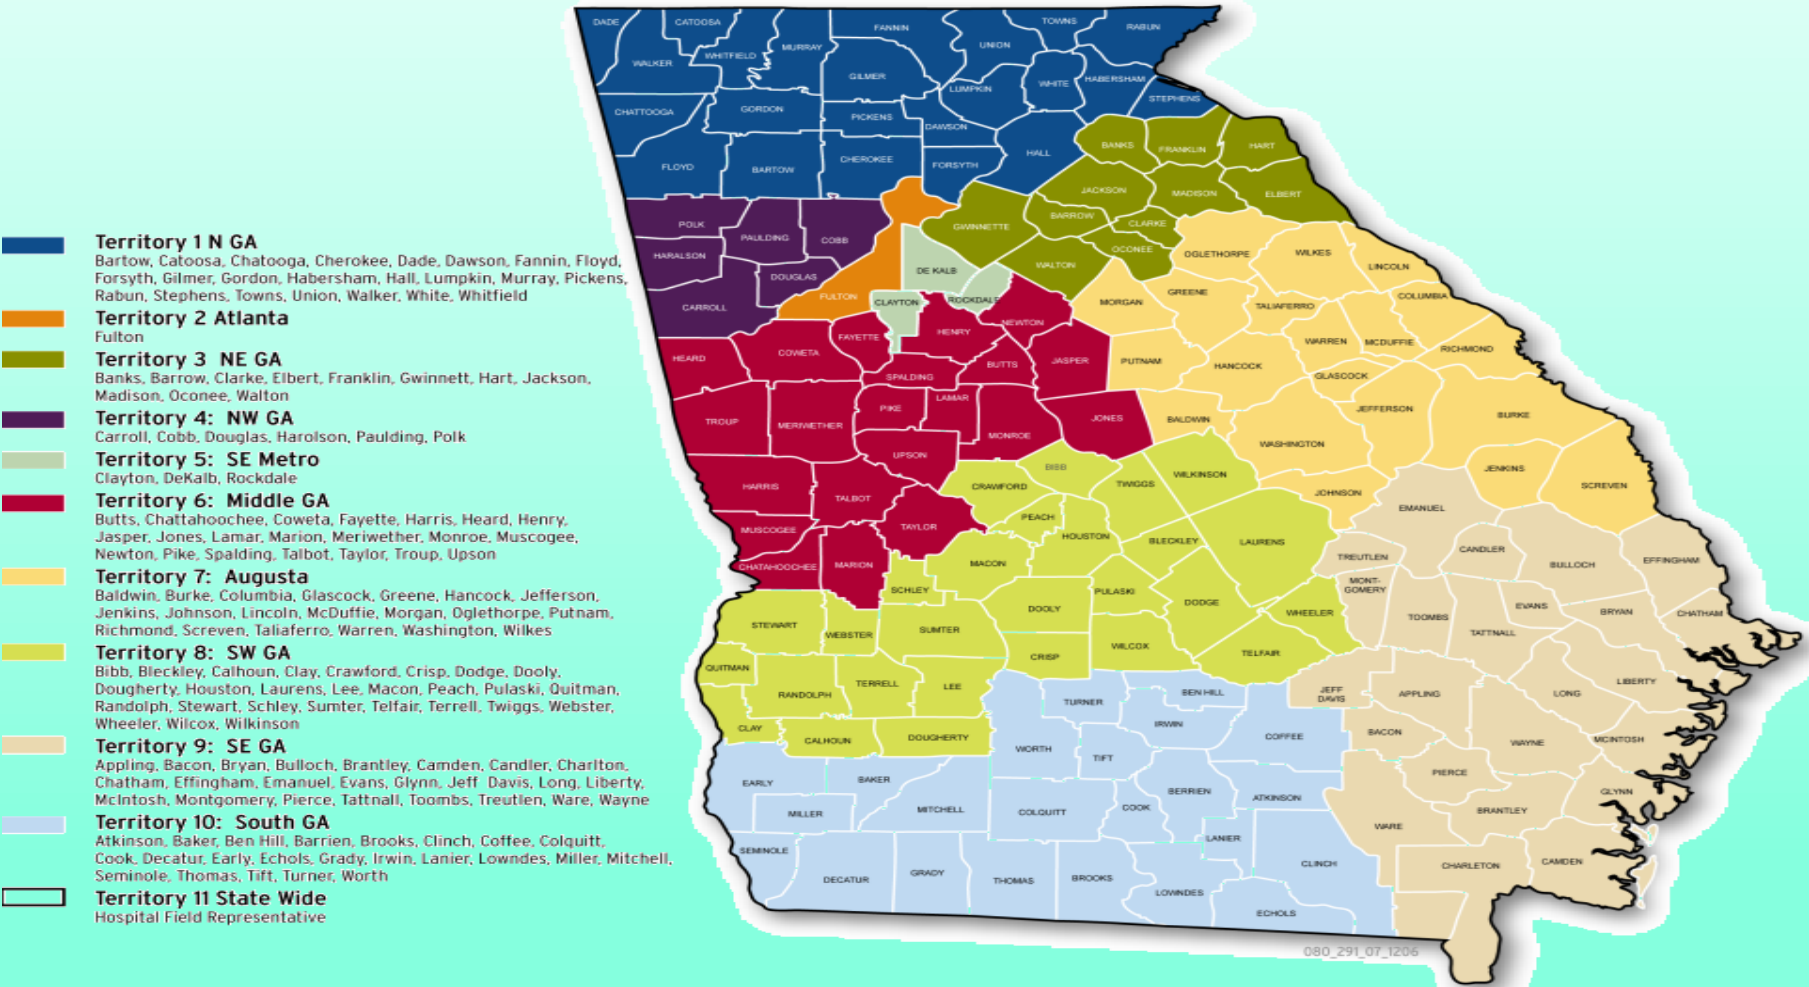 Territory 1 N GA
Bartow, Catoosa, Chatooga, Cherokee, Dade, Dawson, Fannin, Floyd,
Forsyth, Gilmer, Gordon, Habersham, Hall, Lumpkin, Murray, Pickens,
Rabun, Stephens, Towns, Union, Walker, White, Whitfield
Territory 2 Atlanta
Fulton
Territory 3 NE GA
Banks, Barrow, Clarke, Elbert, Franklin, Gwinnett, Hart, Jackson,
Madison, Oconee, Walton
Territory 4: NW GA
Carroll, Cobb, Douglas, Harolson, Paulding, Polk
Territory 5: SE Metro
Clayton, DeKalb, Rockdale
Territory 6: Middle GA
Butts, Chattahoochee, Coweta, Fayette, Harris, Heard, Henry,
Jasper, Jones, Lamar, Marion, Meriwether, Monroe, Muscogee,
Newton, Pike, Spalding, Talbot, Taylor, Troup, Upson
Territory 7: Augusta
Baldwin, Burke, Columbia, Glascock, Greene, Hancock, Jefferson,
Jenkins, Johnson, Lincoln, McDuffie, Morgan, Oglethorpe, Putnam,
Richmond, Screven, Taliaferro, Warren, Washington, Wilkes
Territory 8: SW GA
Bibb, Bleckley, Calhoun, Clay, Crawford, Crisp, Dodge, Dooly,
Dougherty, Houston, Laurens, Lee, Macon, Peach, Pulaski, Quitman,
Randolph, Stewart, Schley, Sumter, Telfair, Terrell, Twiggs, Webster,
Wheeler, Wilcox, Wilkinson
Territory 9: SE GA
Appling, Bacon, Bryan, Bulloch, Brantley, Camden, Candler, Charlton,
Chatham, Effingham, Emanuel, Evans, Glynn, Jeff Davis, Long, Liberty,
McIntosh, Montgomery, Pierce, Tattnall, Toombs, Treutlen, Ware, Wayne
Territory 10: South GA
Atkinson, Baker, Ben Hill, Barrien, Brooks, Clinch, Coffee, Colquitt,
Cook, Decatur, Early, Echols, Grady, Irwin, Lanier, Lowndes, Miller, Mitchell,
Seminole, Thomas, Tift, Turner, Worth
Territory 11 State Wide
Hospital Field Representative
DADE
CATOOSA
FANNIN
TOWNS
RABUN
WALKER
WHITFIELD
MURRAY
UNION
GILMER
LUMPKIN
WHITE
HABERSHAM
STEPHENS
CHATTOOGA
GORDON
PICKENS
DAWSON
FLOYD
BARTOW
CHEROKEE
FORSYTH
HALL
BANKS
FRANKLIN
HART
JACKSON
MADISON
ELBERT
POLK
PAULDING
COBB
GWINNETT
BARROW
CLARKE
OCONEE
WALTON
HARALSON
DOUGLAS
CARROLL
FULTON
DE KALB
CLAYTON
ROCKDALE
OGLETHORPE
WILKES
LINCOLN
MORGAN
GREENE
TALIAFERRO
COLUMBIA
WARREN
MCDUFFIE
RICHMOND
HEARD
COWETA
FAYETTE
HENRY
NEWTON
SPALDING
BUTTS
JASPER
PUTNAM
HANCOCK
GLASCOCK
TROUP
MERIWETHER
PIKE
LAMAR
MONROE
JONES
BALDWIN
WASHINGTON
JEFFERSON
BURKE
UPSON
BIBB
CRAWFORD
TWIGGS
WILKINSON
JOHNSON
JENKINS
SCREVEN
HARRIS
TALBOT
MUSCOGEE
TAYLOR
PEACH
HOUSTON
BLECKLEY
LAURENS
EMANUEL
TREUTLEN
CANDLER
BULLOCH
EFFINGHAM
CHATAHOOCHEE
MARION
SCHLEY
MACON
DOOLY
PULASKI
DODGE
WHEELER
MONT-
GOMERY
TOOMBS
EVANS
TATTNALL
BRYAN
CHATHAM
STEWART
WEBSTER
SUMTER
CRISP
WILCOX
TELFAIR
QUITMAN
RANDOLPH
TERRELL
LEE
TURNER
BEN HILL
JEFF
DAVIS
APPLING
LONG
LIBERTY
CLAY
CALHOUN
DOUGHERTY
WORTH
TIFT
IRWIN
COFFEE
BACON
WAYNE
MCINTOSH
EARLY
BAKER
MILLER
MITCHELL
COLQUITT
COOK
BERRIEN
ATKINSON
PIERCE
BRANTLEY
GLYNN
WARE
SEMINOLE
DECATUR
GRADY
THOMAS
BROOKS
LANIER
LOWNDES
CLINCH
ECHOLS
CHARLETON
CAMDEN
080_291_07_1206